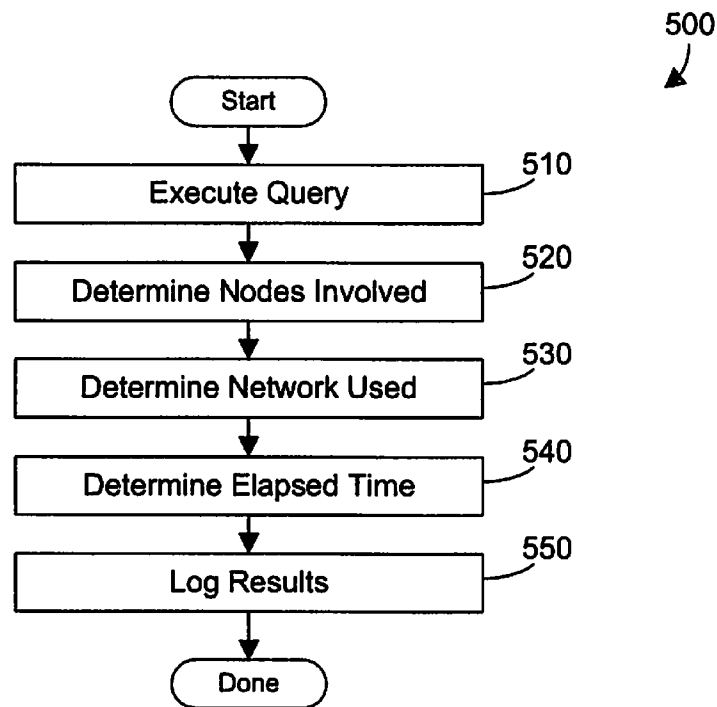 500
Start
510
Execute Query
520
Determine Nodes Involved
530
Determine Network Used
540
Determine Elapsed Time
550
Log Results
Done